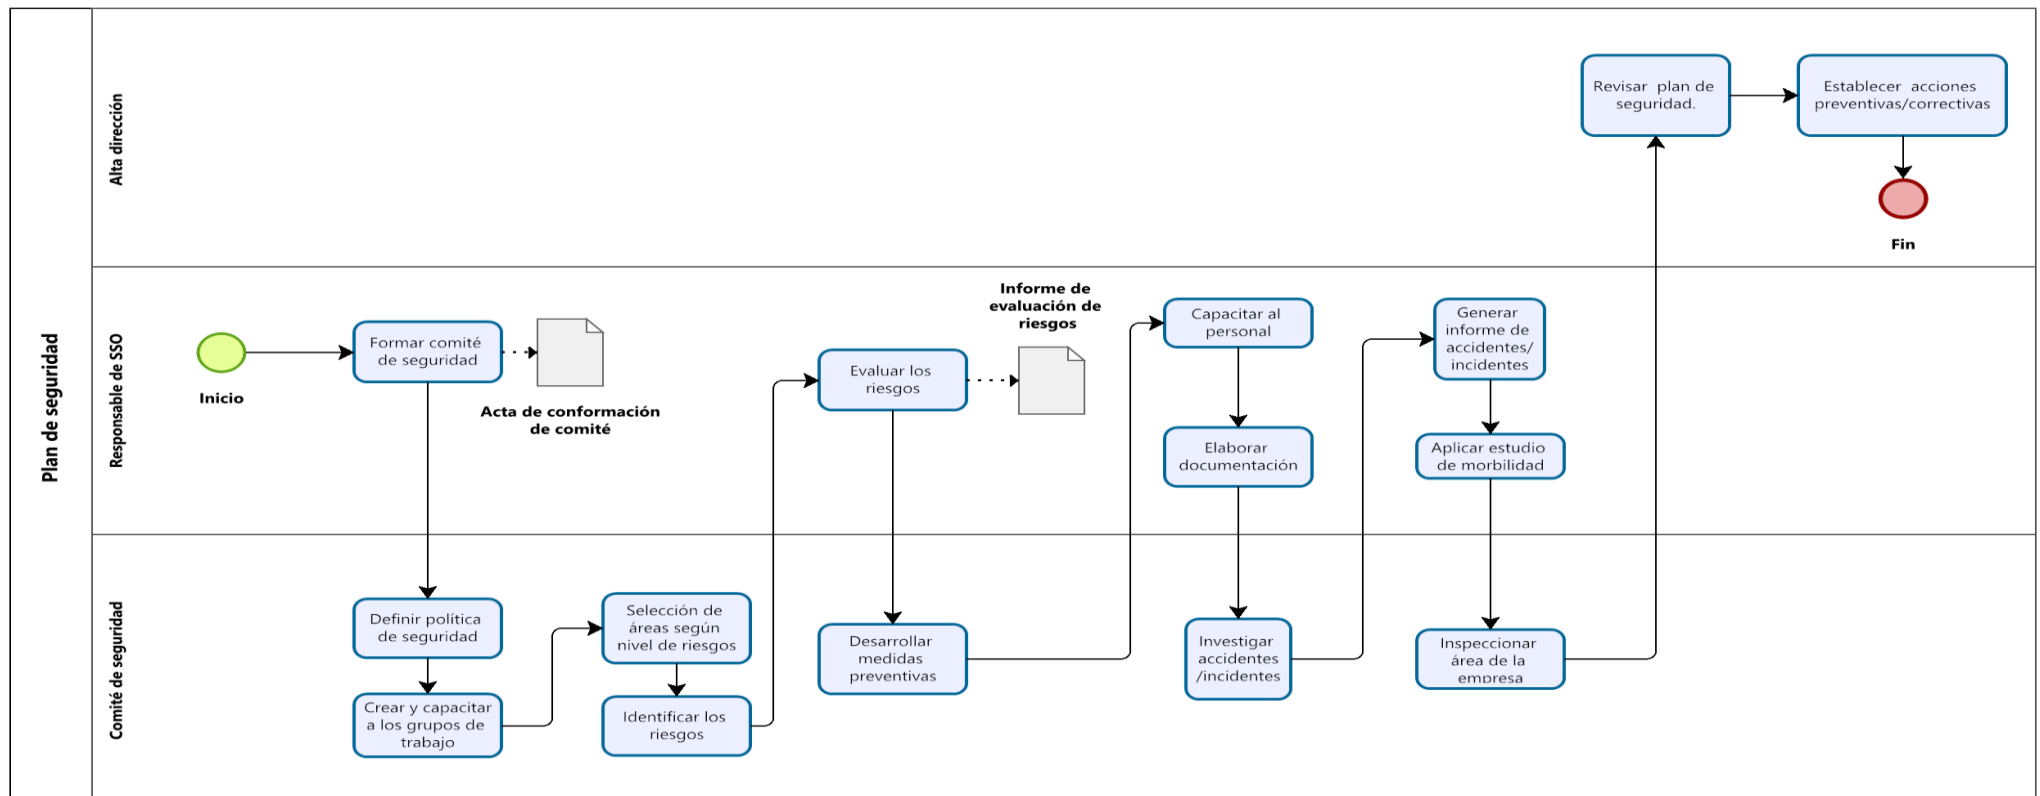 Plan de seguridad
Alta dirección
Revisar plan de
seguridad.
Establecer acciones
preventivas/correctivas
Fin
Responsable de SSO
Inicio
Formar comité
de seguridad
Acta de conformación
de comité
Evaluar los
riesgos
Informe de
evaluación de
riesgos
Capacitar al
personal
Elaborar
documentación
Generar
informe de
accidentes/
incidentes
Aplicar estudio
de morbilidad
Comité de seguridad
Definir política
de seguridad
Crear y capacitar
a los grupos de
trabajo
Selección de
áreas según
nivel de riesgos
Identificar los
riesgos
Desarrollar
medidas
preventivas
Investigar
accidentes
/incidentes
Inspeccionar
área de la
empresa